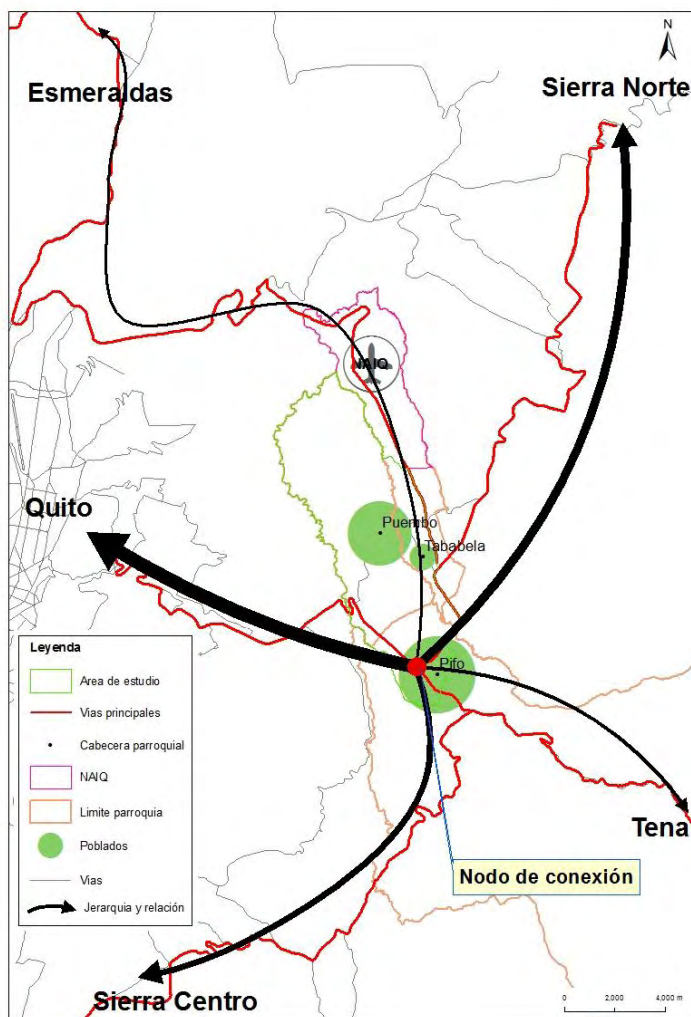 N
Esmeraldas
Sierra Norte
NAIQ
Quito
Puembo
Tababela
Pifo
Tena
Nodo de conexión
Sierra Centro
Leyenda
Area de estudio
Vias principales
Cabecera parroquial
NAIQ
Limite parroquia
Poblados
Vias
Jerarquia y relación
0 2,000 4,000 m